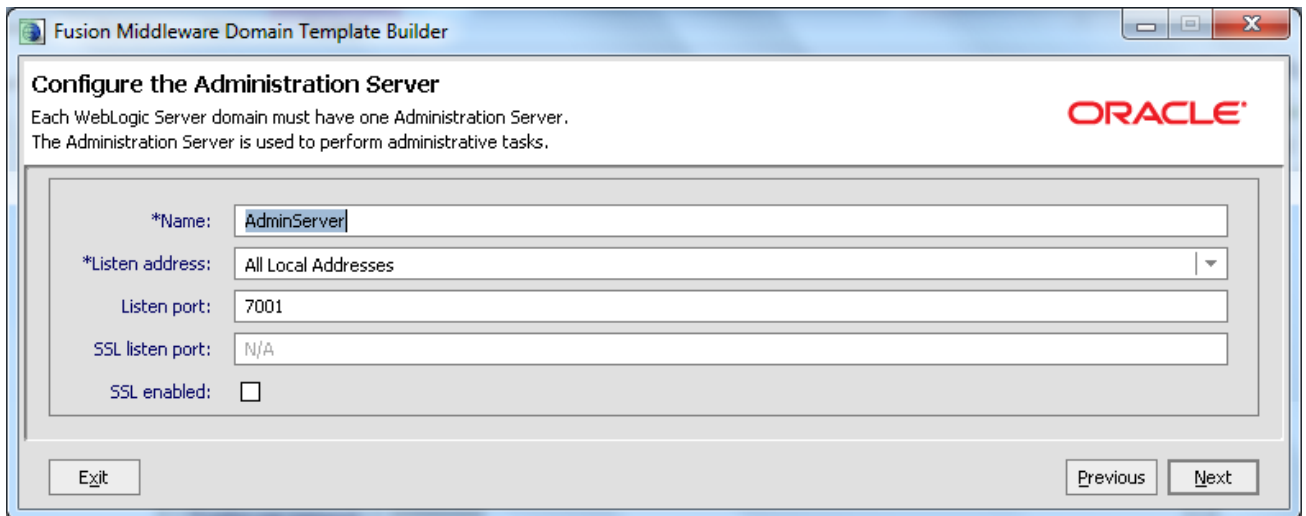 Fusion Middleware Domain Template Builder
Configure the Administration Server
Each WebLogic Server domain must have one Administration Server.
The Administration Server is used to perform administrative tasks.
ORACLE
*Name: AdminServer
*Listen address: All Local Addresses
Listen port: 7001
SSL listen port: N/A
SSL enabled:
Exit Previous Next